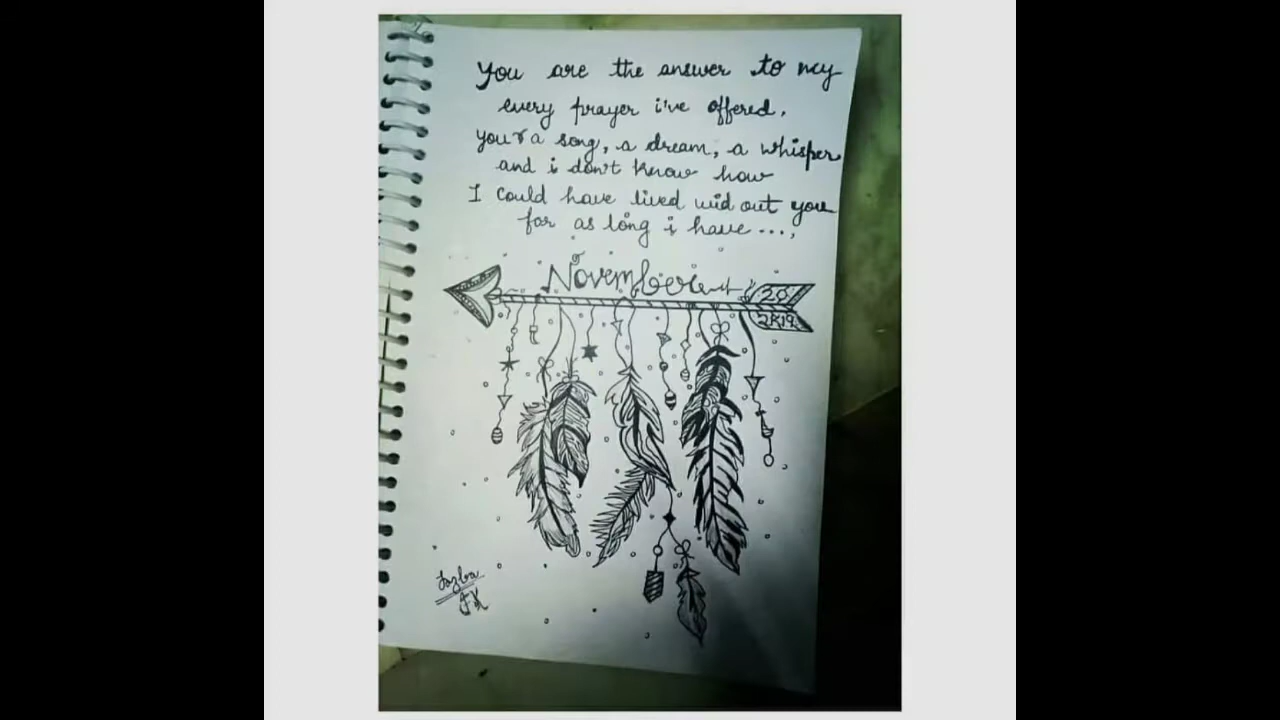 You are the answer to my
every prayer i've offered.
you r a song, a dream, a whisper
and i don't know how
I could have lived wid out you
for as long i have ....,
November
20
2k19